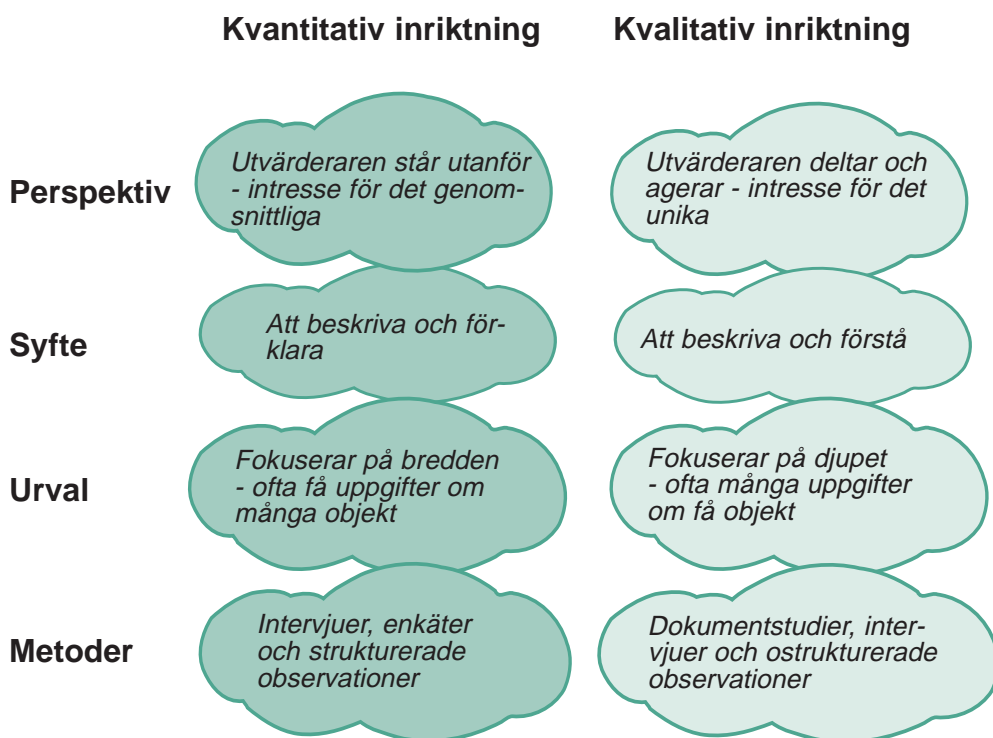 Kvantitativ inriktning Kvalitativ inriktning
Perspektiv
Utvärderaren står utanför
- intresse för det genom-
snittliga
Utvärderaren deltar och
agerar - intresse för det
unika
Syfte
Att beskriva och för-
klara
Att beskriva och förstå
Urval
Fokuserar på bredden
- ofta få uppgifter om
många objekt
Fokuserar på djupet
- ofta många uppgifter
om få objekt
Metoder
Intervjuer, enkäter
och strukturerade
observationer
Dokumentstudier, inter-
vjuer och ostrukturerade
observationer